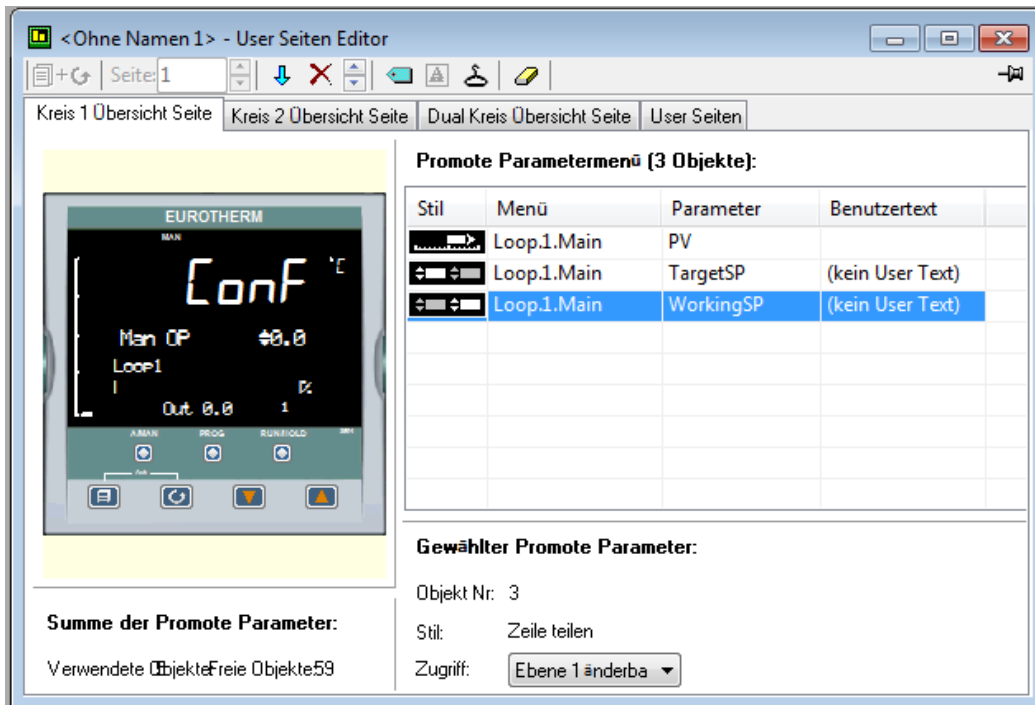 <Ohne Namen 1> - User Seiten Editor
Seite: 1
Kreis 1 Übersicht Seite
Kreis 2 Übersicht Seite
Dual Kreis Übersicht Seite
User Seiten
EUROTHERM
MAN
ConF °C
Man OP 0.0
Loop1
Out 0.0 1
A/MAN PROG RUN/HOLD
Promote Parametermenü (3 Objekte):
Stil Menü Parameter Benutzertext
Loop.1.Main PV
Loop.1.Main TargetSP (kein User Text)
Loop.1.Main WorkingSP (kein User Text)
Gewählter Promote Parameter:
Objekt Nr: 3
Stil: Zeile teilen
Zugriff: Ebene 1 änderba
Summe der Promote Parameter:
Verwendete Objekte Freie Objekte:59